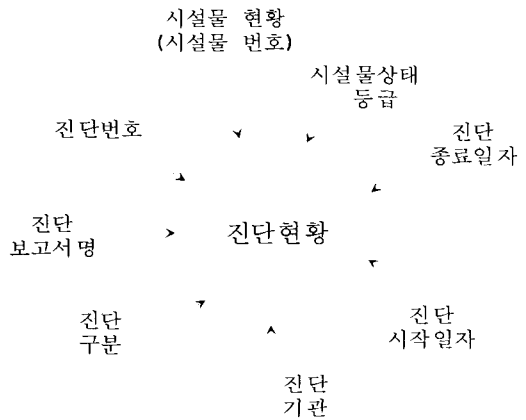 시설물 현황
(시설물 번호)
시설물상태
등급
진단번호
진단
종료일자
진단
보고서명
진단현황
진단
구분
진단
시작일자
진단
기관